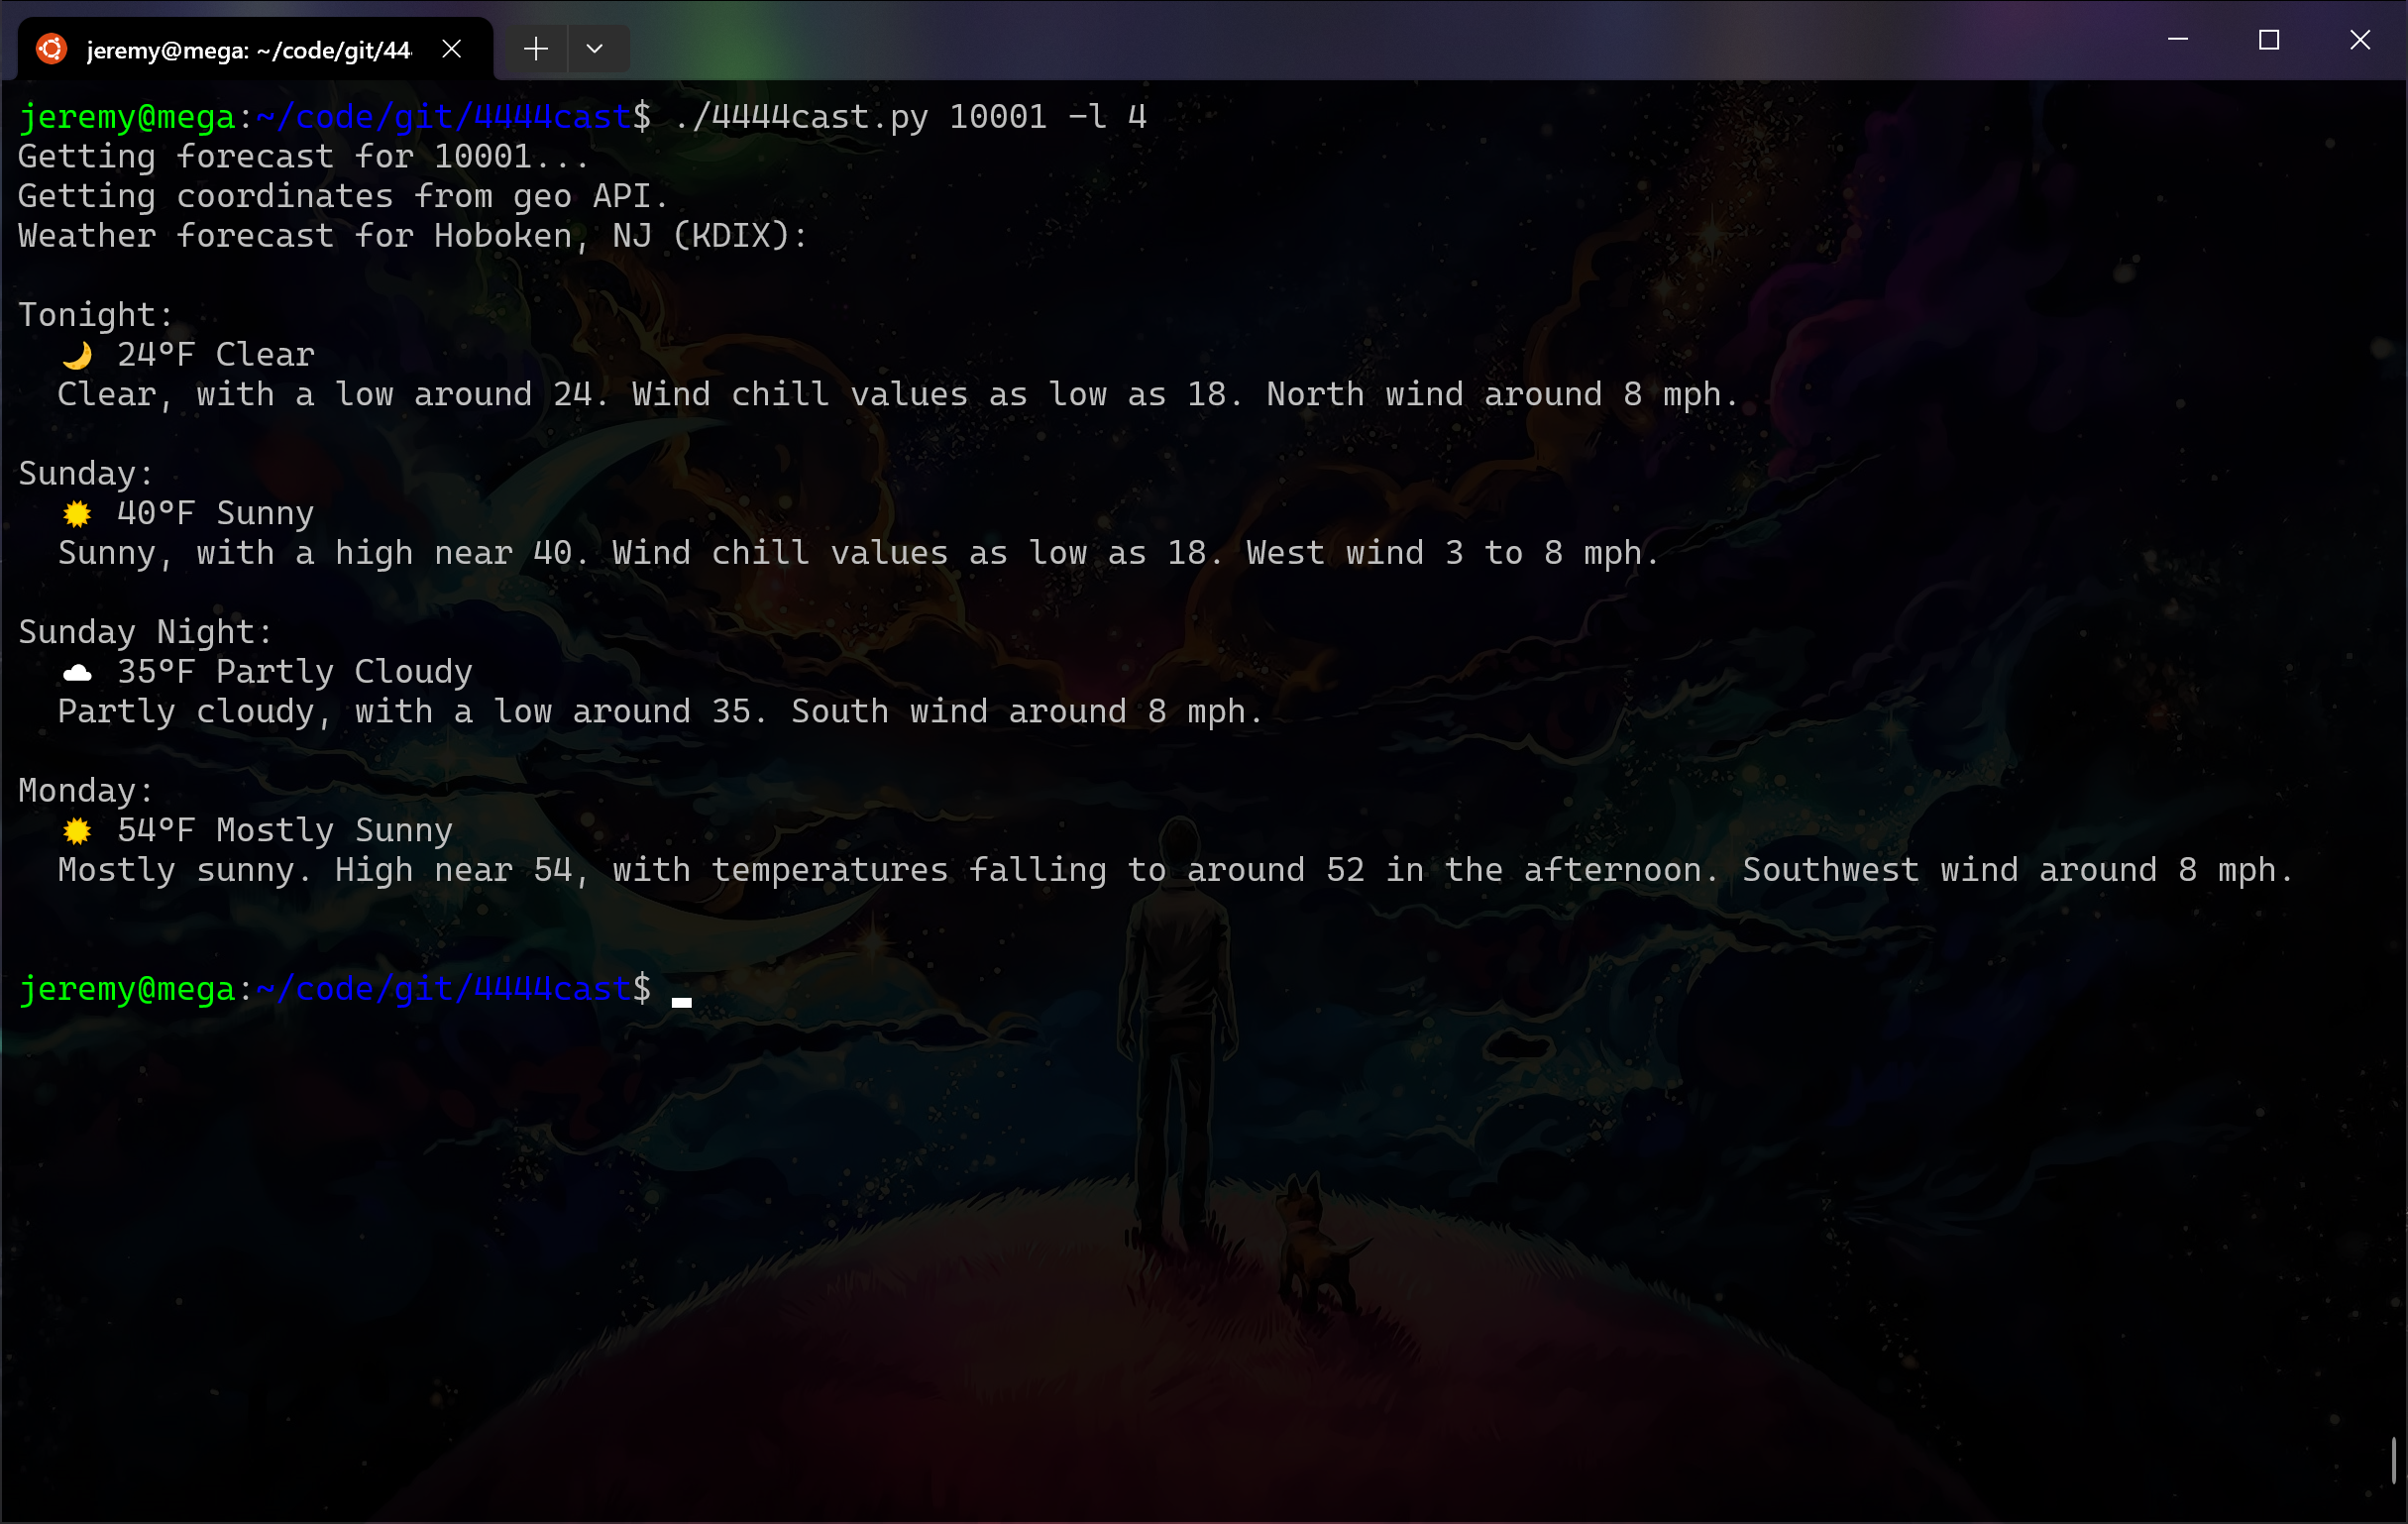 jeremy@mega: ~/code/git/44
jeremy@mega:~/code/git/4444cast$ ./4444cast.py 10001 -l 4
Getting forecast for 10001...
Getting coordinates from geo API.
Weather forecast for Hoboken, NJ (KDIX):
Tonight:
🌙 24°F Clear
Clear, with a low around 24. Wind chill values as low as 18. North wind around 8 mph.
Sunday:
☀ 40°F Sunny
Sunny, with a high near 40. Wind chill values as low as 18. West wind 3 to 8 mph.
Sunday Night:
☁ 35°F Partly Cloudy
Partly cloudy, with a low around 35. South wind around 8 mph.
Monday:
☀ 54°F Mostly Sunny
Mostly sunny. High near 54, with temperatures falling to around 52 in the afternoon. Southwest wind around 8 mph.
jeremy@mega:~/code/git/4444cast$